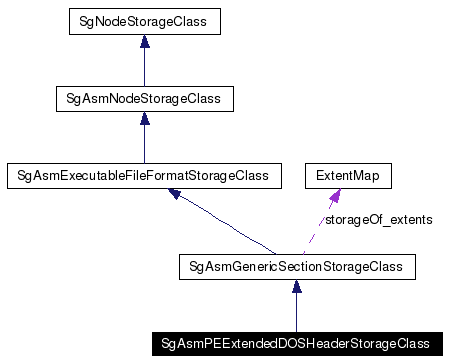 SgNodeStorageClass
SgAsmNodeStorageClass
SgAsmExecutableFileFormatStorageClass
ExtentMap
storageOf_extents
SgAsmGenericSectionStorageClass
SgAsmPEExtendedDOSHeaderStorageClass